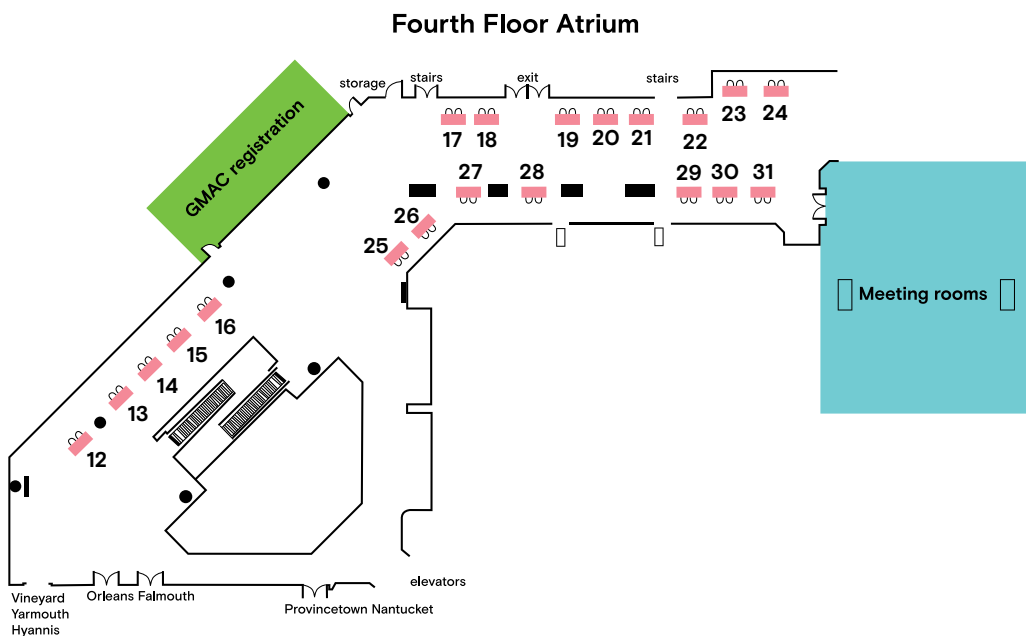 Fourth Floor Atrium
storage
stairs
exit
stairs
23 24
17 18 19 20 21 22
GMAC registration
27 28 29 30 31
26
25
Meeting rooms
16
15
14
13
12
elevators
Vineyard
Yarmouth
Hyannis
Orleans Falmouth
Provincetown Nantucket